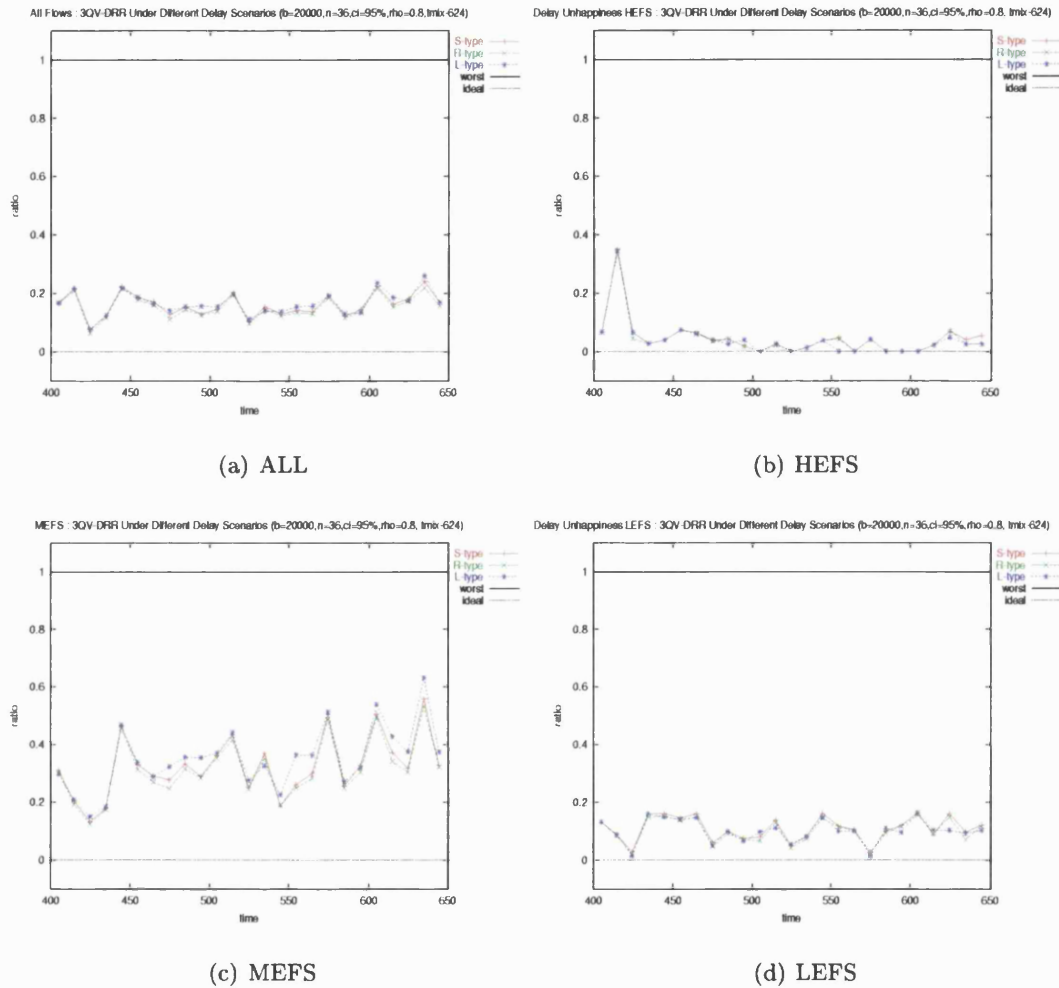 All Flows : 3QV-DRR Under Different Delay Scenarios (b=20000,n=36,ci=95%,rho=0.8,tmix-624)
S-type
R-type
L-type
worst
ideal
1
0.8
0.6
0.4
0.2
0
ratio
400 450 500 550 600 650
time
(a) ALL
Delay Unhappiness HEFS : 3QV-DRR Under Different Delay Scenarios (b=20000,n=36,ci=95%,rho=0.8, tmix-624)
S-type
R-type
L-type
worst
ideal
1
0.8
0.6
0.4
0.2
0
ratio
400 450 500 550 600 650
time
(b) HEFS
MEFS : 3QV-DRR Under Different Delay Scenarios (b=20000,n=36,ci=95%,rho=0.8, tmix-624)
S-type
R-type
L-type
worst
ideal
1
0.8
0.6
0.4
0.2
0
ratio
400 450 500 550 600 650
time
(c) MEFS
Delay Unhappiness LEFS : 3QV-DRR Under Different Delay Scenarios (b=20000,n=36,ci=95%,rho=0.8, tmix-624)
S-type
R-type
L-type
worst
ideal
1
0.8
0.6
0.4
0.2
0
ratio
400 450 500 550 600 650
time
(d) LEFS